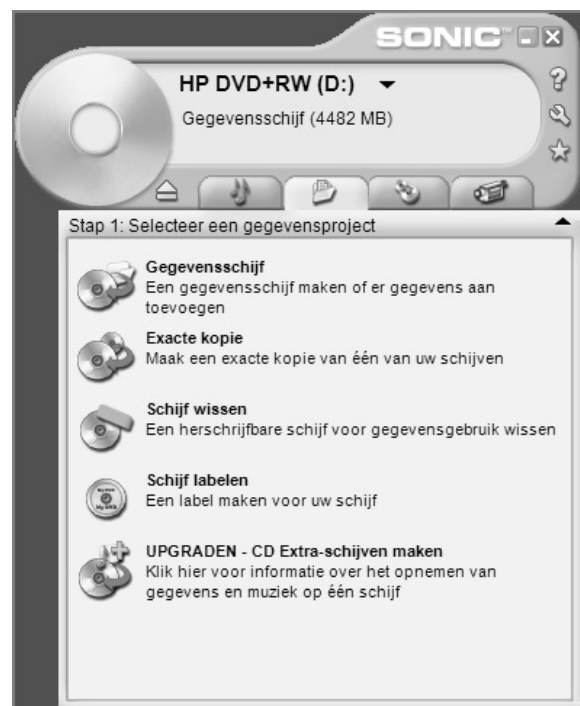 SONIC™
HP DVD+RW (D:)
Gegevensschijf (4482 MB)
Stap 1: Selecteer een gegevensproject
Gegevensschijf
Een gegevensschijf maken of er gegevens aan
toevoegen
Exacte kopie
Maak een exacte kopie van één van uw schijven
Schijf wissen
Een herschrijfbare schijf voor gegevensgebruik wissen
Schijf labelen
Een label maken voor uw schijf
UPGRADEN - CD Extra-schijven maken
Klik hier voor informatie over het opnemen van
gegevens en muziek op één schijf